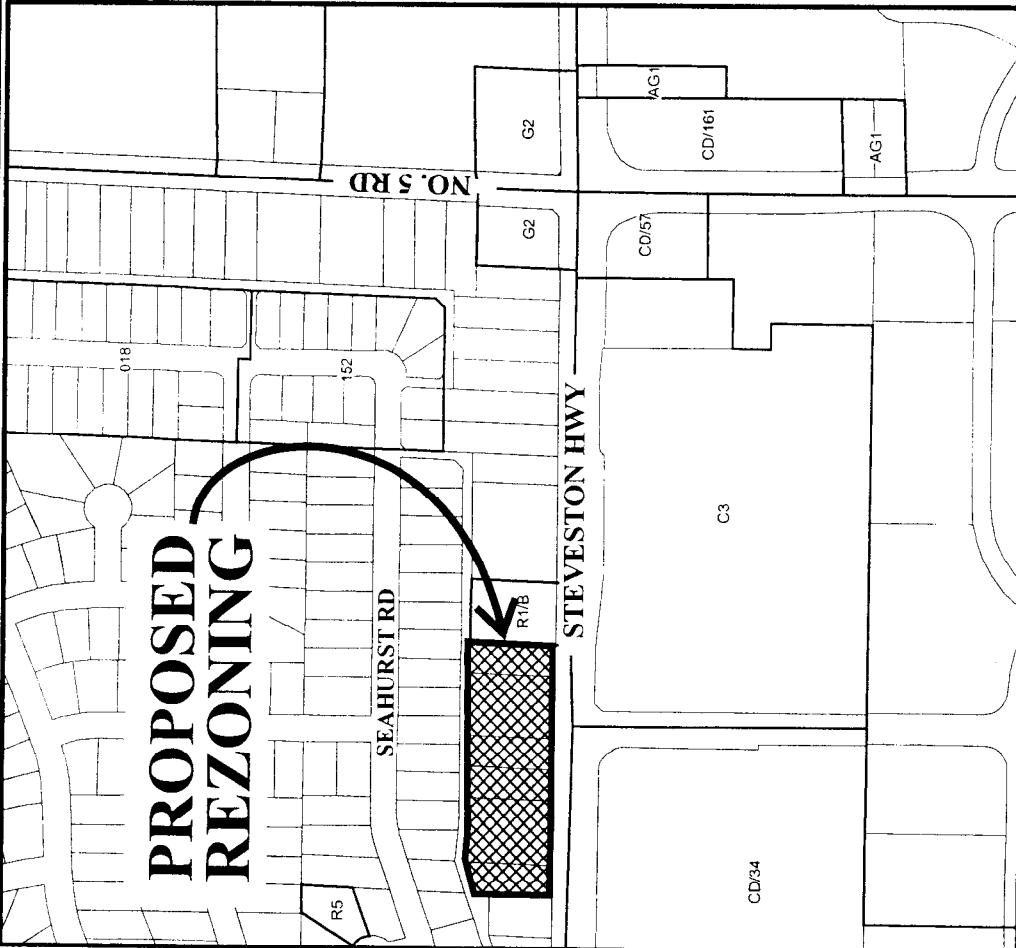 AG1
G2
CD/161
AG1
NO. 5 RD
G2
CD/57
018
152
STEVESTON HWY
C3
PROPOSED
REZONING
R1/B
SEAHURST RD
R5
CD/34